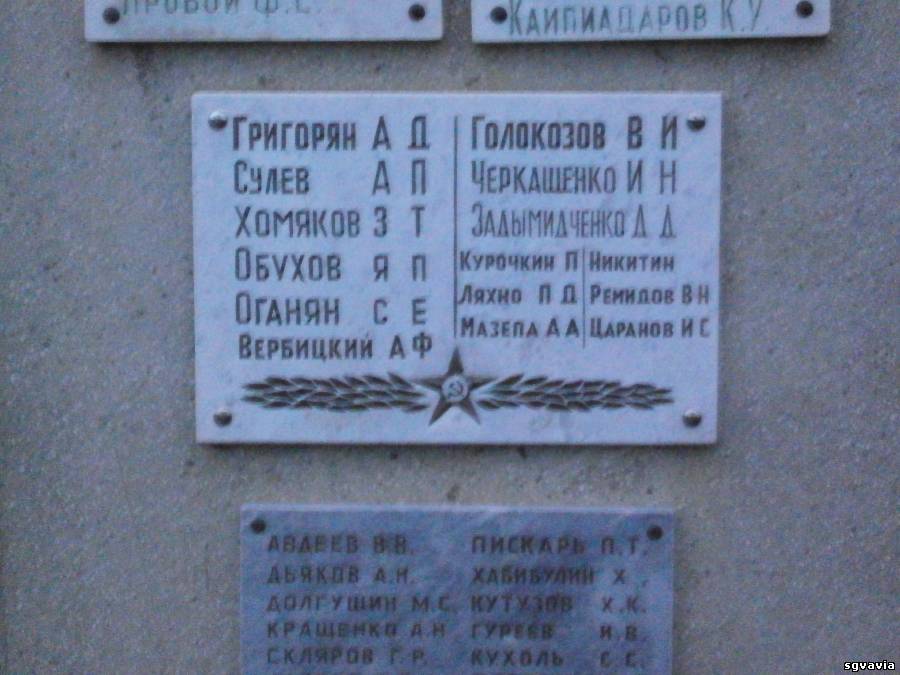 ЯРОВОЙ Ф.С.
КАИПИАДАРОВ К.У.
ГРИГОРЯН А Д
СУЛЕВ А П
ХОМЯКОВ З Т
ОБУХОВ Я П
ОГАНЯН С Е
ВЕРБИЦКИЙ А Ф
ГОЛОКОЗОВ В И
ЧЕРКАЩЕНКО И Н
ЗАДЫМИДЧЕНКО Д Д
КУРОЧКИН П
ЛЯХНО П Д
МАЗЕПА А А
НИКИТИН
РЕМИДОВ В Н
ЦАРАНОВ И С
АВДЕЕВ В.В.
ДЬЯКОВ А.Н.
ДОЛГУШИН М.С.
КРАЩЕНКО А.Н
СКЛЯРОВ Г.Р.
ПИСКАРЬ П.Т.
ХАБИБУЛИН Х.
КУТУЗОВ Х.К.
ГУРЕЕВ И.В.
КУХОЛЬ С С.
sgvavia